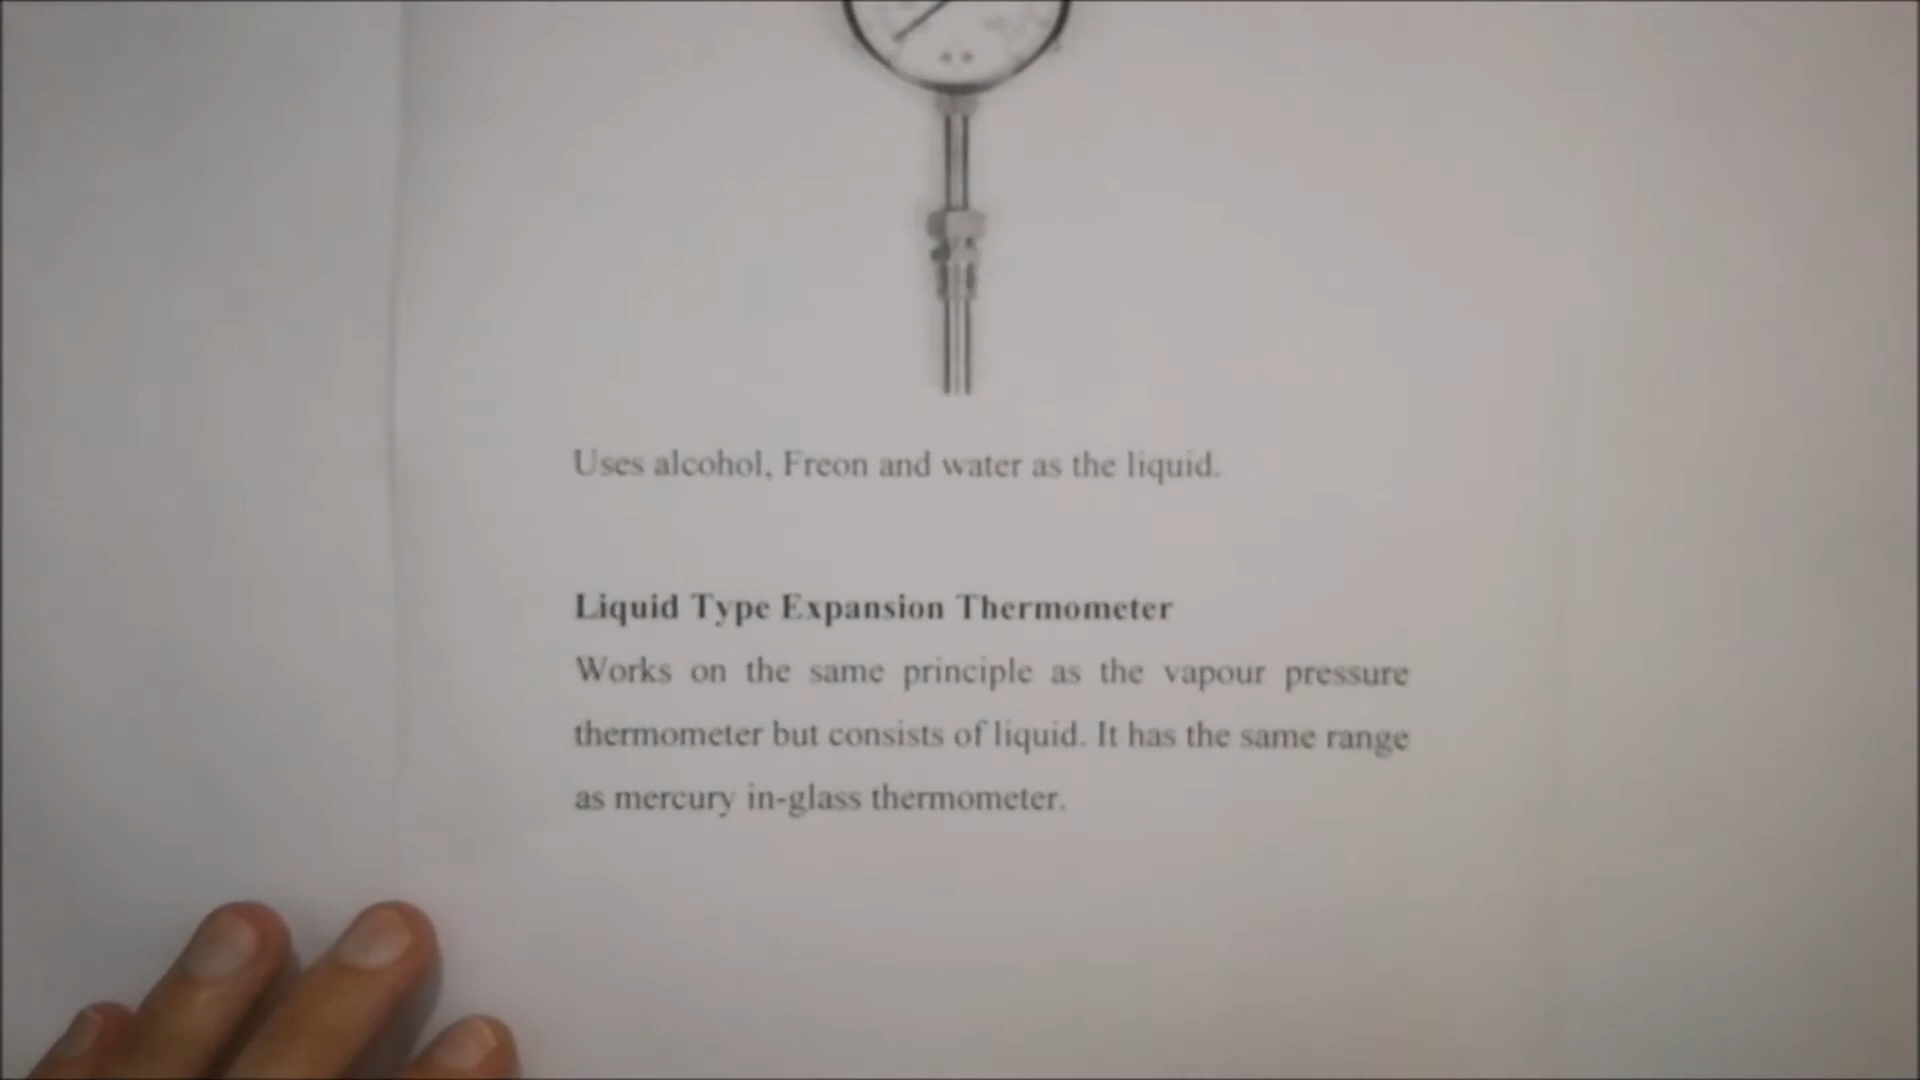 Uses alcohol, Freon and water as the liquid.
Liquid Type Expansion Thermometer
Works on the same principle as the vapour pressure
thermometer but consists of liquid. It has the same range
as mercury in-glass thermometer.